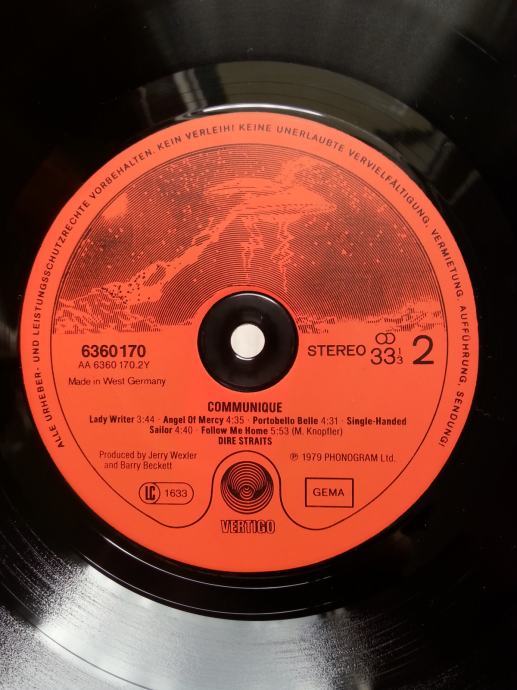 ALLE URHEBER- UND LEISTUNGSSCHUTZRECHTE VORBEHALTEN. KEIN VERLEIH! KEINE UNERLAUBTE VERVIELFÄLTIGUNG, VERMIETUNG, AUFFÜHRUNG, SENDUNG!
6360170
AA 6360 170.2Y
Made in West Germany
STEREO 33 1/3 2
COMMUNIQUE
Lady Writer 3:44 · Angel Of Mercy 4:35 · Portobello Belle 4:31 · Single-Handed
Sailor 4:40 · Follow Me Home 5:53 (M. Knopfler)
DIRE STRAITS
Produced by Jerry Wexler
and Barry Beckett
℗ 1979 PHONOGRAM Ltd.
LC 1633
GEMA
VERTIGO